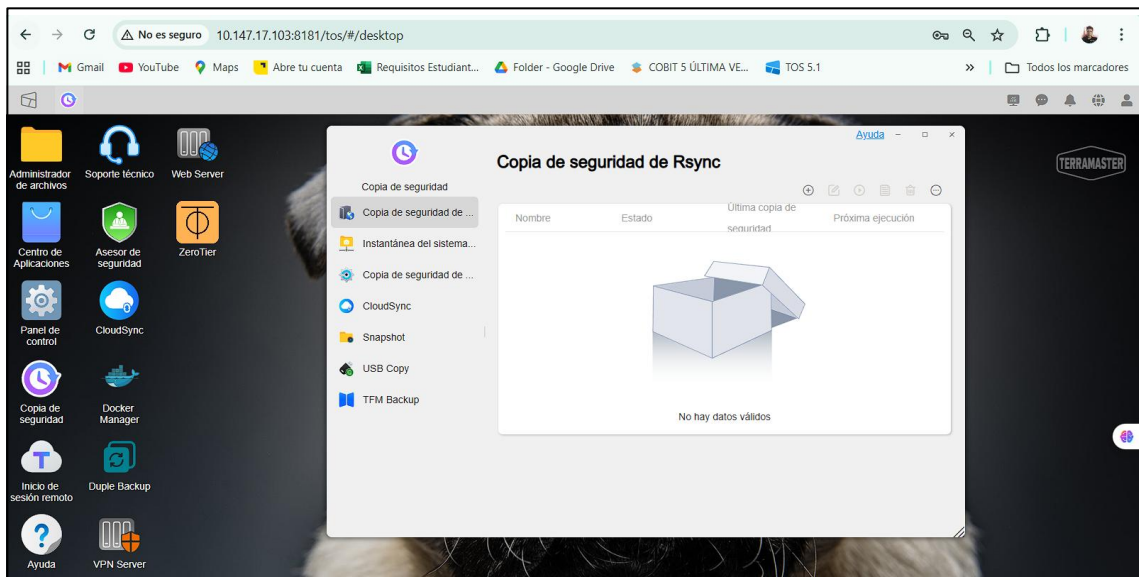 No es seguro 10.147.17.103:8181/tos/#/desktop
Gmail YouTube Maps Abre tu cuenta Requisitos Estudiant... Folder - Google Drive COBIT 5 ÚLTIMA VE... TOS 5.1 » Todos los marcadores
Ayuda
TERRAMASTER
Administrador
de archivos
Soporte técnico
Web Server
Centro de
Aplicaciones
Asesor de
seguridad
ZeroTier
Panel de
control
CloudSync
Copia de
seguridad
Docker
Manager
Inicio de
sesión remoto
Duple Backup
Ayuda
VPN Server
Copia de seguridad
Copia de seguridad de ...
Instantánea del sistema...
Copia de seguridad de ...
CloudSync
Snapshot
USB Copy
TFM Backup
Copia de seguridad de Rsync
Nombre
Estado
Última copia de
seguridad
Próxima ejecución
No hay datos válidos